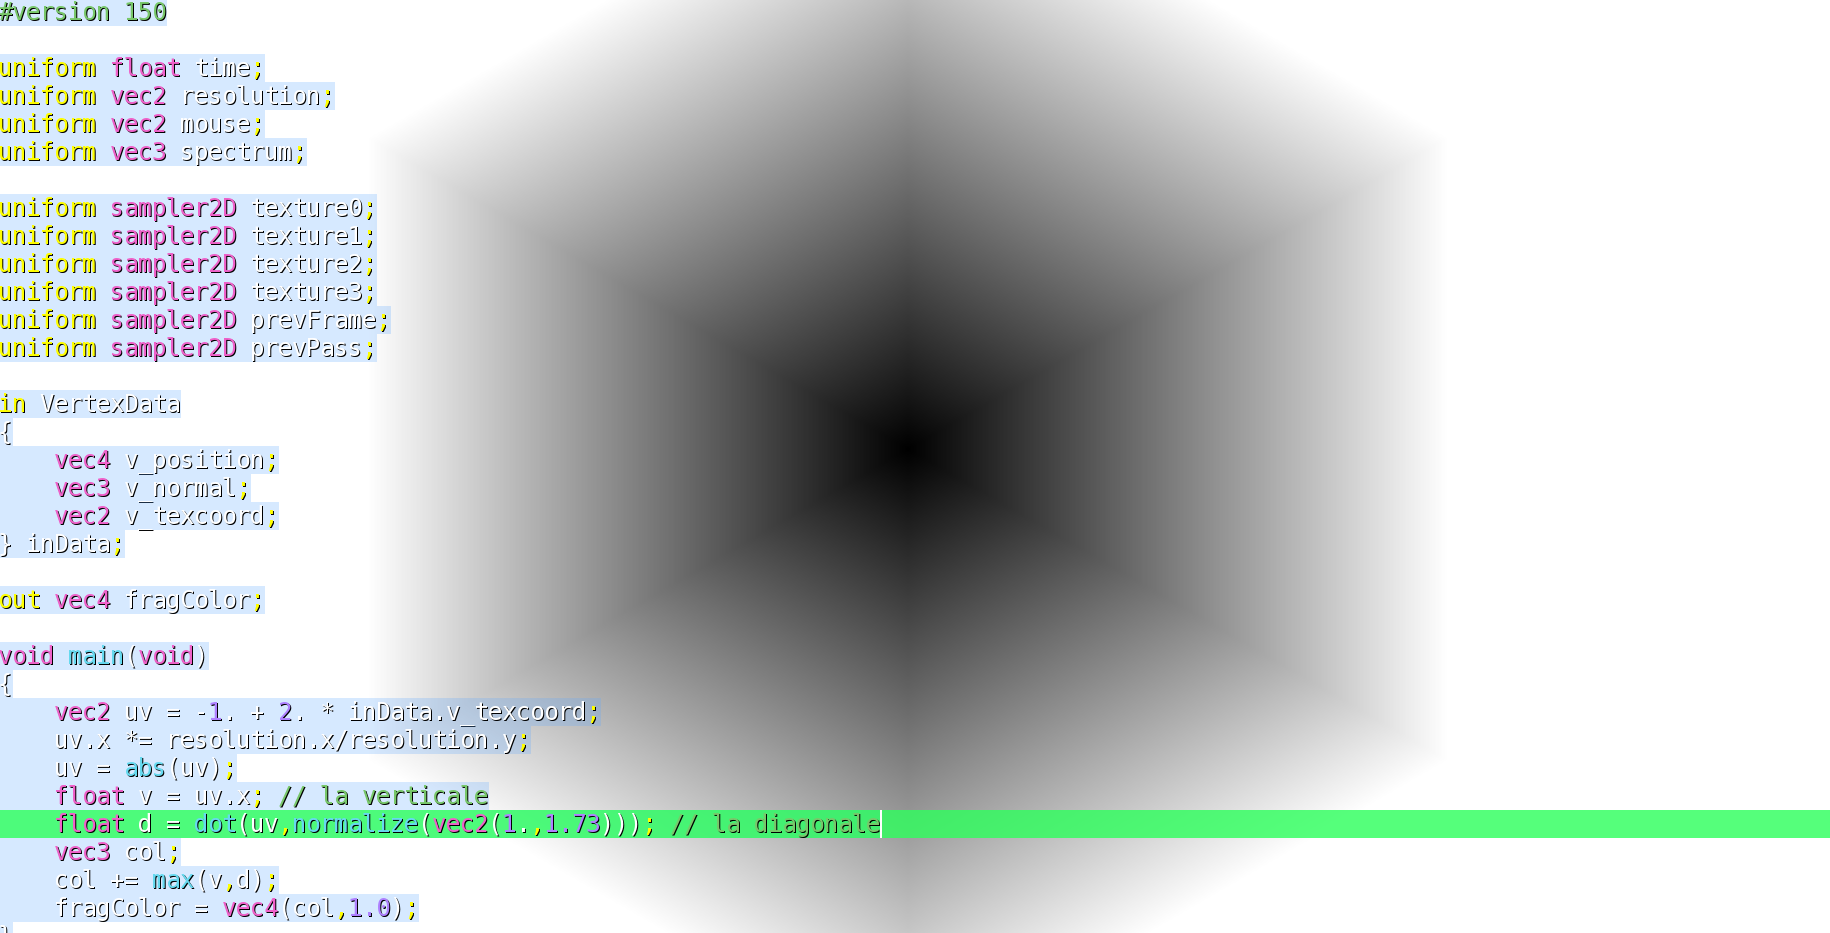 #version 150
uniform float time;
uniform vec2 resolution;
uniform vec2 mouse;
uniform vec3 spectrum;
uniform sampler2D texture0;
uniform sampler2D texture1;
uniform sampler2D texture2;
uniform sampler2D texture3;
uniform sampler2D prevFrame;
uniform sampler2D prevPass;
in VertexData
{
    vec4 v_position;
    vec3 v_normal;
    vec2 v_texcoord;
} inData;
out vec4 fragColor;
void main(void)
{
    vec2 uv = -1. + 2. * inData.v_texcoord;
    uv.x *= resolution.x/resolution.y;
    uv = abs(uv);
    float v = uv.x; // la verticale
    float d = dot(uv,normalize(vec2(1.,1.73))); // la diagonale
    vec3 col;
    col += max(v,d);
    fragColor = vec4(col,1.0);
}